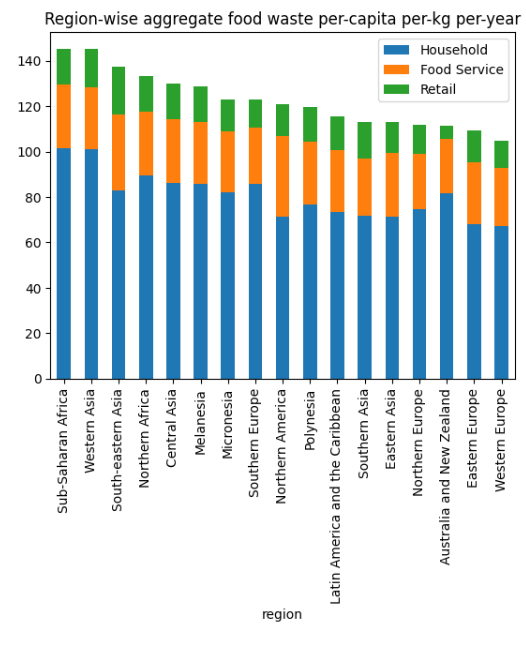 Region-wise aggregate food waste per-capita per-kg per-year
Household
Food Service
Retail
140
120
100
80
60
40
20
0
Sub-Saharan Africa
Western Asia
South-eastern Asia
Northern Africa
Central Asia
Melanesia
Micronesia
Southern Europe
Northern America
Polynesia
Latin America and the Caribbean
Southern Asia
Eastern Asia
Northern Europe
Australia and New Zealand
Eastern Europe
Western Europe
region